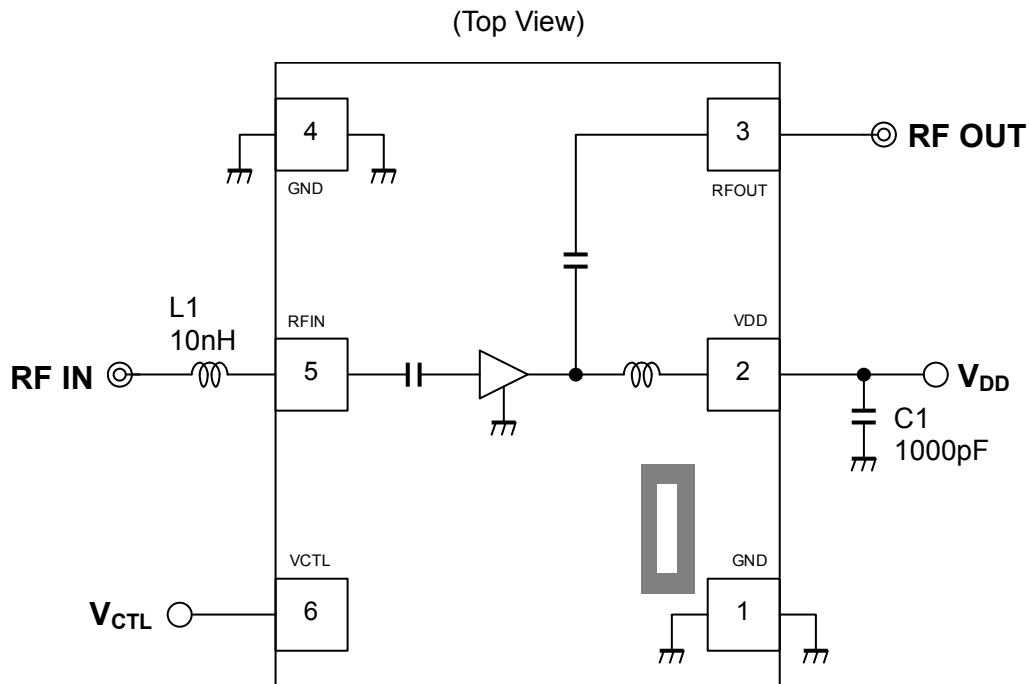 (Top View)
4
GND
3
RFOUT
RF OUT
L1
10nH
RFIN
RF IN
5
VDD
2
VDD
C1
1000pF
VCTL
VCTL
6
GND
1